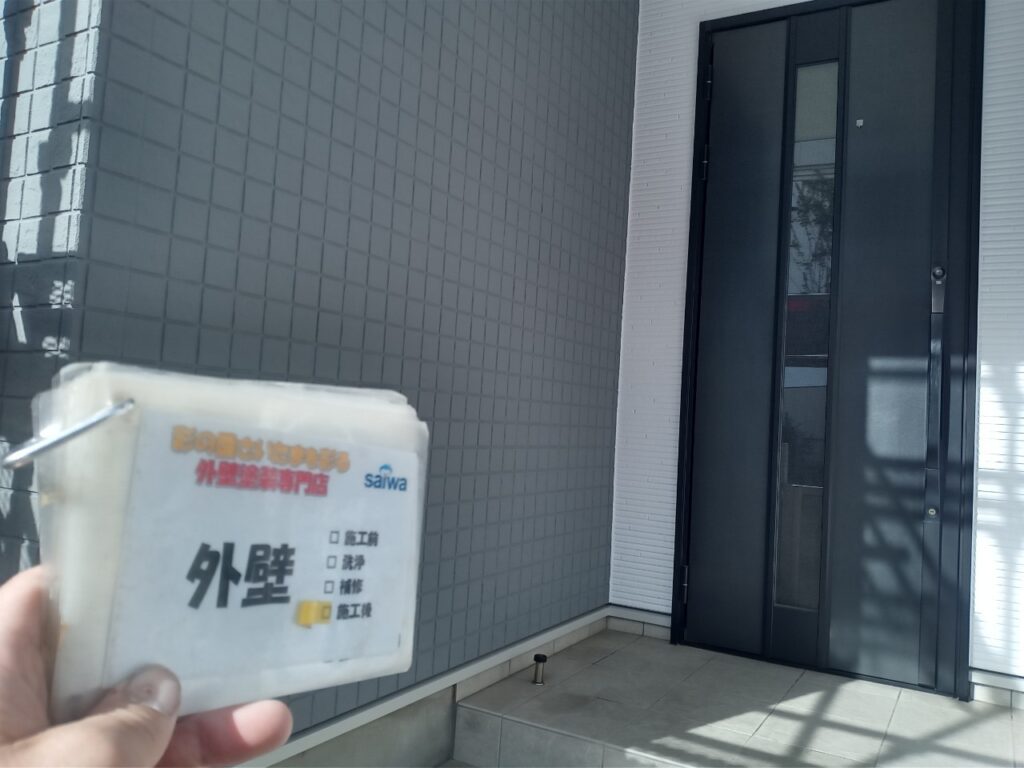 外壁塗装専門店
saiwa
外壁
□ 施工前
□ 洗浄
□ 補修
□ 施工後